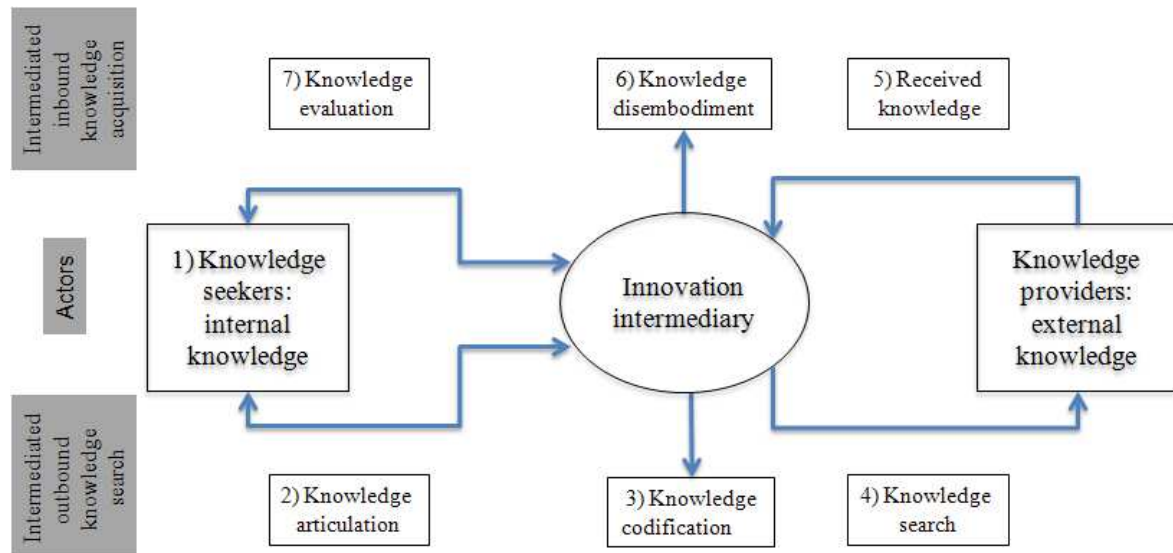 Intermediated
inbound
knowledge
acquisition
7) Knowledge
evaluation
6) Knowledge
disembodiment
5) Received
knowledge
Actors
1) Knowledge
seekers:
internal
knowledge
Innovation
intermediary
Knowledge
providers:
external
knowledge
Intermediated
outbound
knowledge
search
2) Knowledge
articulation
3) Knowledge
codification
4) Knowledge
search